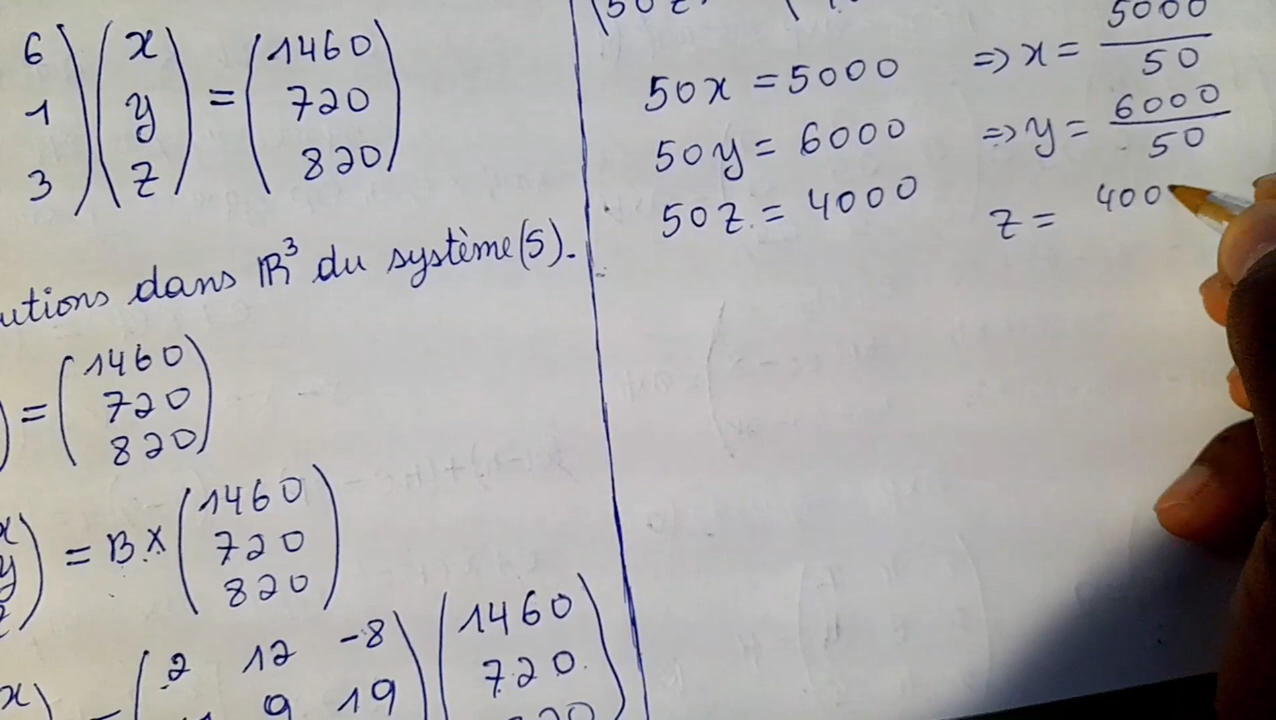 6
1
3
x
y
z
=
1460
720
820
utions dans ℝ³ du système(S).
= (1460
720
820)
x
y
= B × (1460
720
820)
x) = (2 12 -8
9 19
(1460
720
50x = 5000 => x = 5000/50
50y = 6000 => y = 6000/50
50z = 4000 z = 400